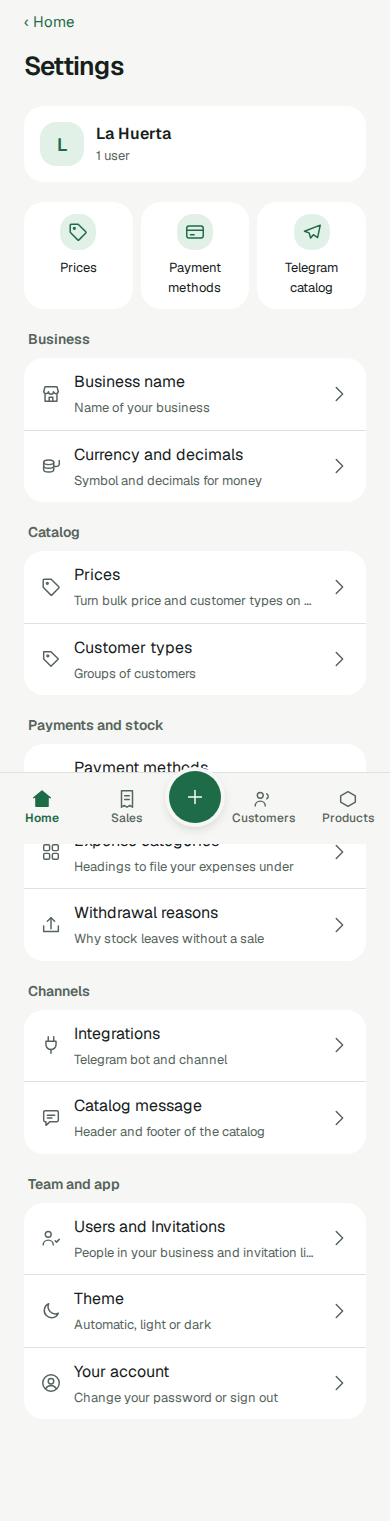 ‹ Home
Settings
L
La Huerta
1 user
Prices
Payment
methods
Telegram
catalog
Business
Business name
Name of your business
Currency and decimals
Symbol and decimals for money
Catalog
Prices
Turn bulk price and customer types on ...
Customer types
Groups of customers
Payments and stock
Payment methods
Home
Sales
Customers
Products
Expense categories
Headings to file your expenses under
Withdrawal reasons
Why stock leaves without a sale
Channels
Integrations
Telegram bot and channel
Catalog message
Header and footer of the catalog
Team and app
Users and Invitations
People in your business and invitation li...
Theme
Automatic, light or dark
Your account
Change your password or sign out